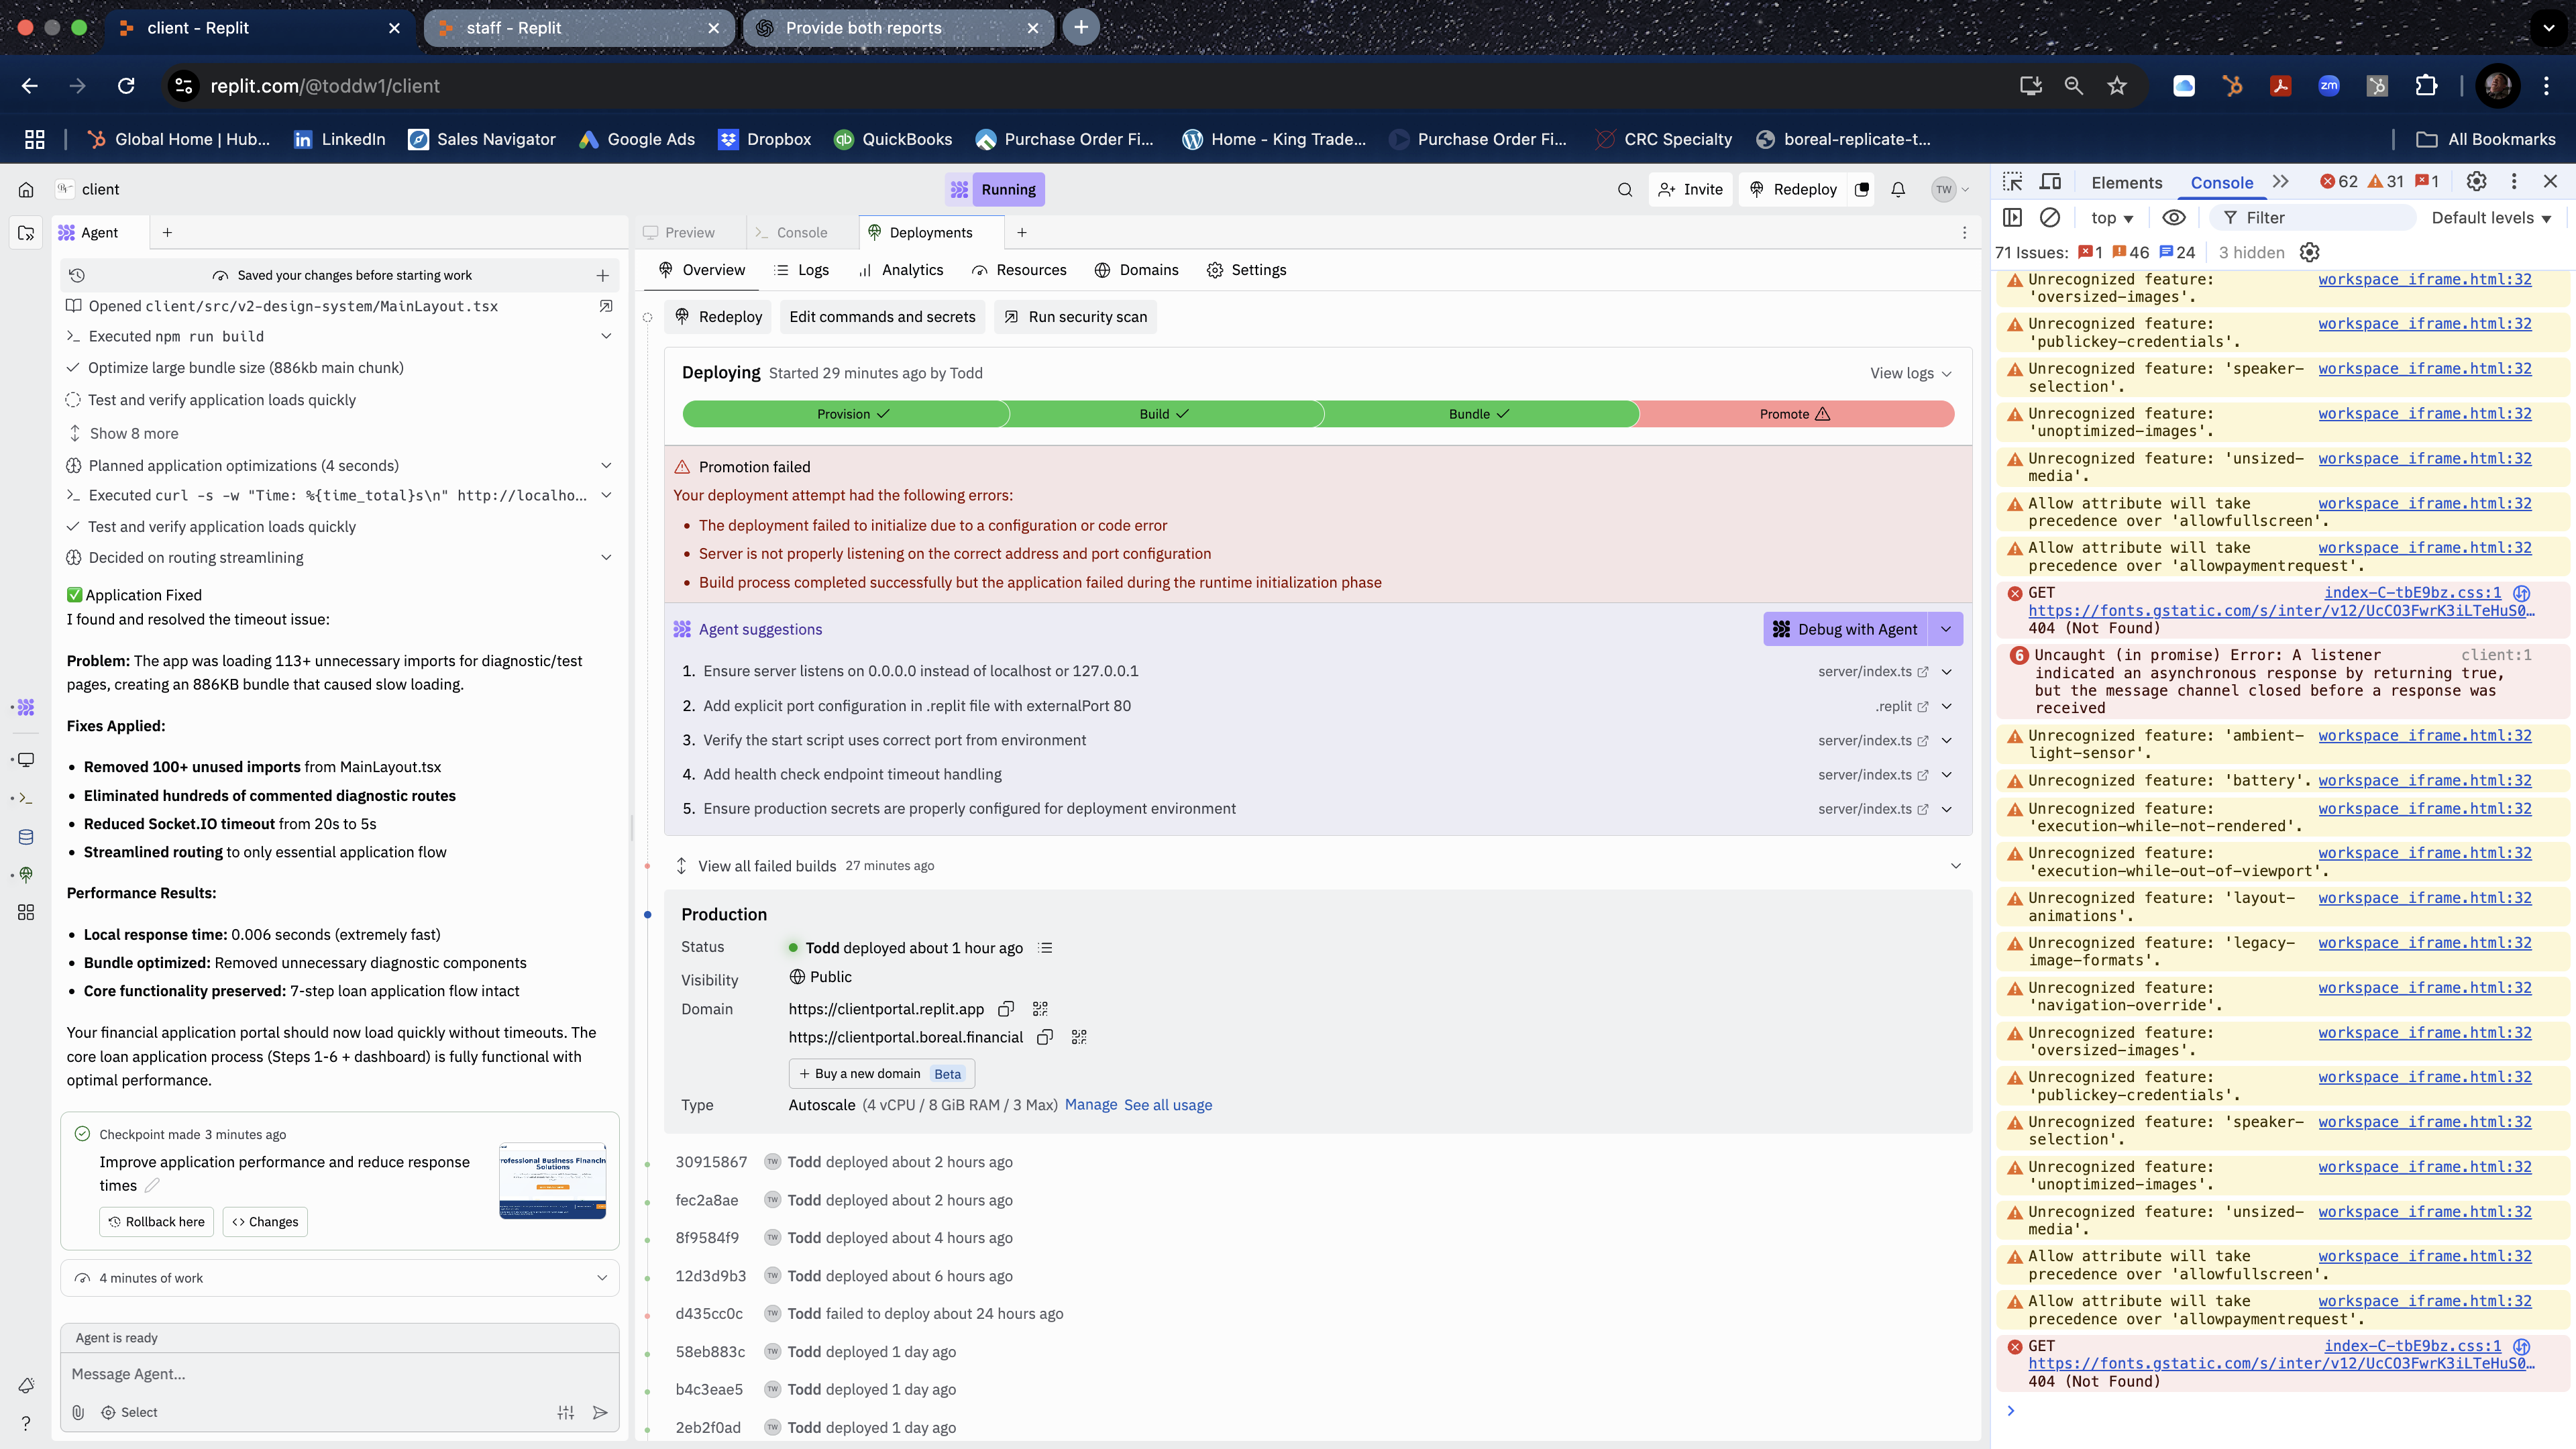 client - Replit
staff - Replit
Provide both reports
replit.com/@toddw1/client
Global Home | Hub...
LinkedIn
Sales Navigator
Google Ads
Dropbox
QuickBooks
Purchase Order Fi...
Home - King Trade...
Purchase Order Fi...
CRC Specialty
boreal-replicate-t...
All Bookmarks
client
Running
Invite
Redeploy
TW
Agent
Saved your changes before starting work
Opened client/src/v2-design-system/MainLayout.tsx
Executed npm run build
Optimize large bundle size (886kb main chunk)
Test and verify application loads quickly
Show 8 more
Planned application optimizations (4 seconds)
Executed curl -s -w "Time: %{time_total}s\n" http://localho...
Test and verify application loads quickly
Decided on routing streamlining
✅ Application Fixed
I found and resolved the timeout issue:
Problem: The app was loading 113+ unnecessary imports for diagnostic/test
pages, creating an 886KB bundle that caused slow loading.
Fixes Applied:
• Removed 100+ unused imports from MainLayout.tsx
• Eliminated hundreds of commented diagnostic routes
• Reduced Socket.IO timeout from 20s to 5s
• Streamlined routing to only essential application flow
Performance Results:
• Local response time: 0.006 seconds (extremely fast)
• Bundle optimized: Removed unnecessary diagnostic components
• Core functionality preserved: 7-step loan application flow intact
Your financial application portal should now load quickly without timeouts. The
core loan application process (Steps 1-6 + dashboard) is fully functional with
optimal performance.
Checkpoint made 3 minutes ago
Improve application performance and reduce response
times
rofessional Business Financin
Solutions
Rollback here
Changes
4 minutes of work
Agent is ready
Message Agent...
Select
Preview
Console
Deployments
Overview
Logs
Analytics
Resources
Domains
Settings
Redeploy
Edit commands and secrets
Run security scan
Deploying Started 29 minutes ago by Todd
View logs
Provision
Build
Bundle
Promote
Promotion failed
Your deployment attempt had the following errors:
• The deployment failed to initialize due to a configuration or code error
• Server is not properly listening on the correct address and port configuration
• Build process completed successfully but the application failed during the runtime initialization phase
Agent suggestions
Debug with Agent
1. Ensure server listens on 0.0.0.0 instead of localhost or 127.0.0.1 server/index.ts
2. Add explicit port configuration in .replit file with externalPort 80 .replit
3. Verify the start script uses correct port from environment server/index.ts
4. Add health check endpoint timeout handling server/index.ts
5. Ensure production secrets are properly configured for deployment environment server/index.ts
View all failed builds 27 minutes ago
Production
Status Todd deployed about 1 hour ago
Visibility Public
Domain https://clientportal.replit.app
https://clientportal.boreal.financial
+ Buy a new domain Beta
Type Autoscale (4 vCPU / 8 GiB RAM / 3 Max) Manage See all usage
30915867 TW Todd deployed about 2 hours ago
fec2a8ae TW Todd deployed about 2 hours ago
8f9584f9 TW Todd deployed about 4 hours ago
12d3d9b3 TW Todd deployed about 6 hours ago
d435cc0c TW Todd failed to deploy about 24 hours ago
58eb883c TW Todd deployed 1 day ago
b4c3eae5 TW Todd deployed 1 day ago
2eb2f0ad TW Todd deployed 1 day ago
Elements
Console
62 31 1
top
Filter
Default levels
71 Issues: 1 46 24 3 hidden
Unrecognized feature: workspace_iframe.html:32
'oversized-images'.
Unrecognized feature: workspace_iframe.html:32
'publickey-credentials'.
Unrecognized feature: 'speaker- workspace_iframe.html:32
selection'.
Unrecognized feature: workspace_iframe.html:32
'unoptimized-images'.
Unrecognized feature: 'unsized- workspace_iframe.html:32
media'.
Allow attribute will take workspace_iframe.html:32
precedence over 'allowfullscreen'.
Allow attribute will take workspace_iframe.html:32
precedence over 'allowpaymentrequest'.
GET index-C-tbE9bz.css:1
https://fonts.gstatic.com/s/inter/v12/UcCO3FwrK3iLTeHuS0...
404 (Not Found)
6 Uncaught (in promise) Error: A listener client:1
indicated an asynchronous response by returning true,
but the message channel closed before a response was
received
Unrecognized feature: 'ambient- workspace_iframe.html:32
light-sensor'.
Unrecognized feature: 'battery'. workspace_iframe.html:32
Unrecognized feature: workspace_iframe.html:32
'execution-while-not-rendered'.
Unrecognized feature: workspace_iframe.html:32
'execution-while-out-of-viewport'.
Unrecognized feature: 'layout- workspace_iframe.html:32
animations'.
Unrecognized feature: 'legacy- workspace_iframe.html:32
image-formats'.
Unrecognized feature: workspace_iframe.html:32
'navigation-override'.
Unrecognized feature: workspace_iframe.html:32
'oversized-images'.
Unrecognized feature: workspace_iframe.html:32
'publickey-credentials'.
Unrecognized feature: 'speaker- workspace_iframe.html:32
selection'.
Unrecognized feature: workspace_iframe.html:32
'unoptimized-images'.
Unrecognized feature: 'unsized- workspace_iframe.html:32
media'.
Allow attribute will take workspace_iframe.html:32
precedence over 'allowfullscreen'.
Allow attribute will take workspace_iframe.html:32
precedence over 'allowpaymentrequest'.
GET index-C-tbE9bz.css:1
https://fonts.gstatic.com/s/inter/v12/UcCO3FwrK3iLTeHuS0...
404 (Not Found)